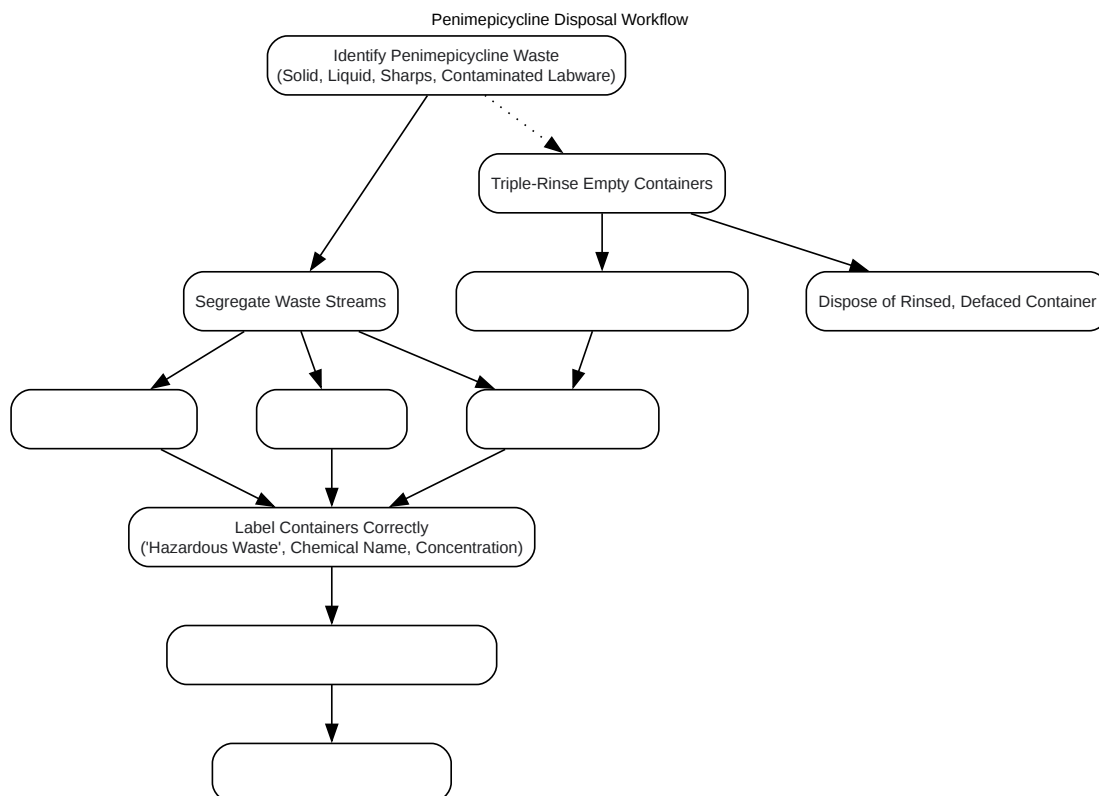 Penimepicycline Disposal Workflow
Identify Penimepicycline Waste
(Solid, Liquid, Sharps, Contaminated Labware)
Triple-Rinse Empty Containers
Segregate Waste Streams
Dispose of Rinsed, Defaced Container
Label Containers Correctly
('Hazardous Waste', Chemical Name, Concentration)